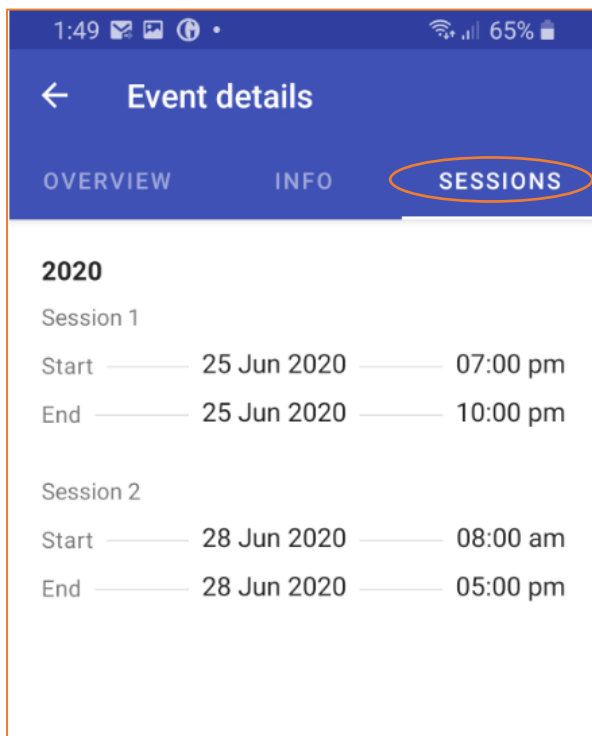 1:49 65%
Event details
OVERVIEW INFO SESSIONS
2020
Session 1
Start 25 Jun 2020 07:00 pm
End 25 Jun 2020 10:00 pm
Session 2
Start 28 Jun 2020 08:00 am
End 28 Jun 2020 05:00 pm